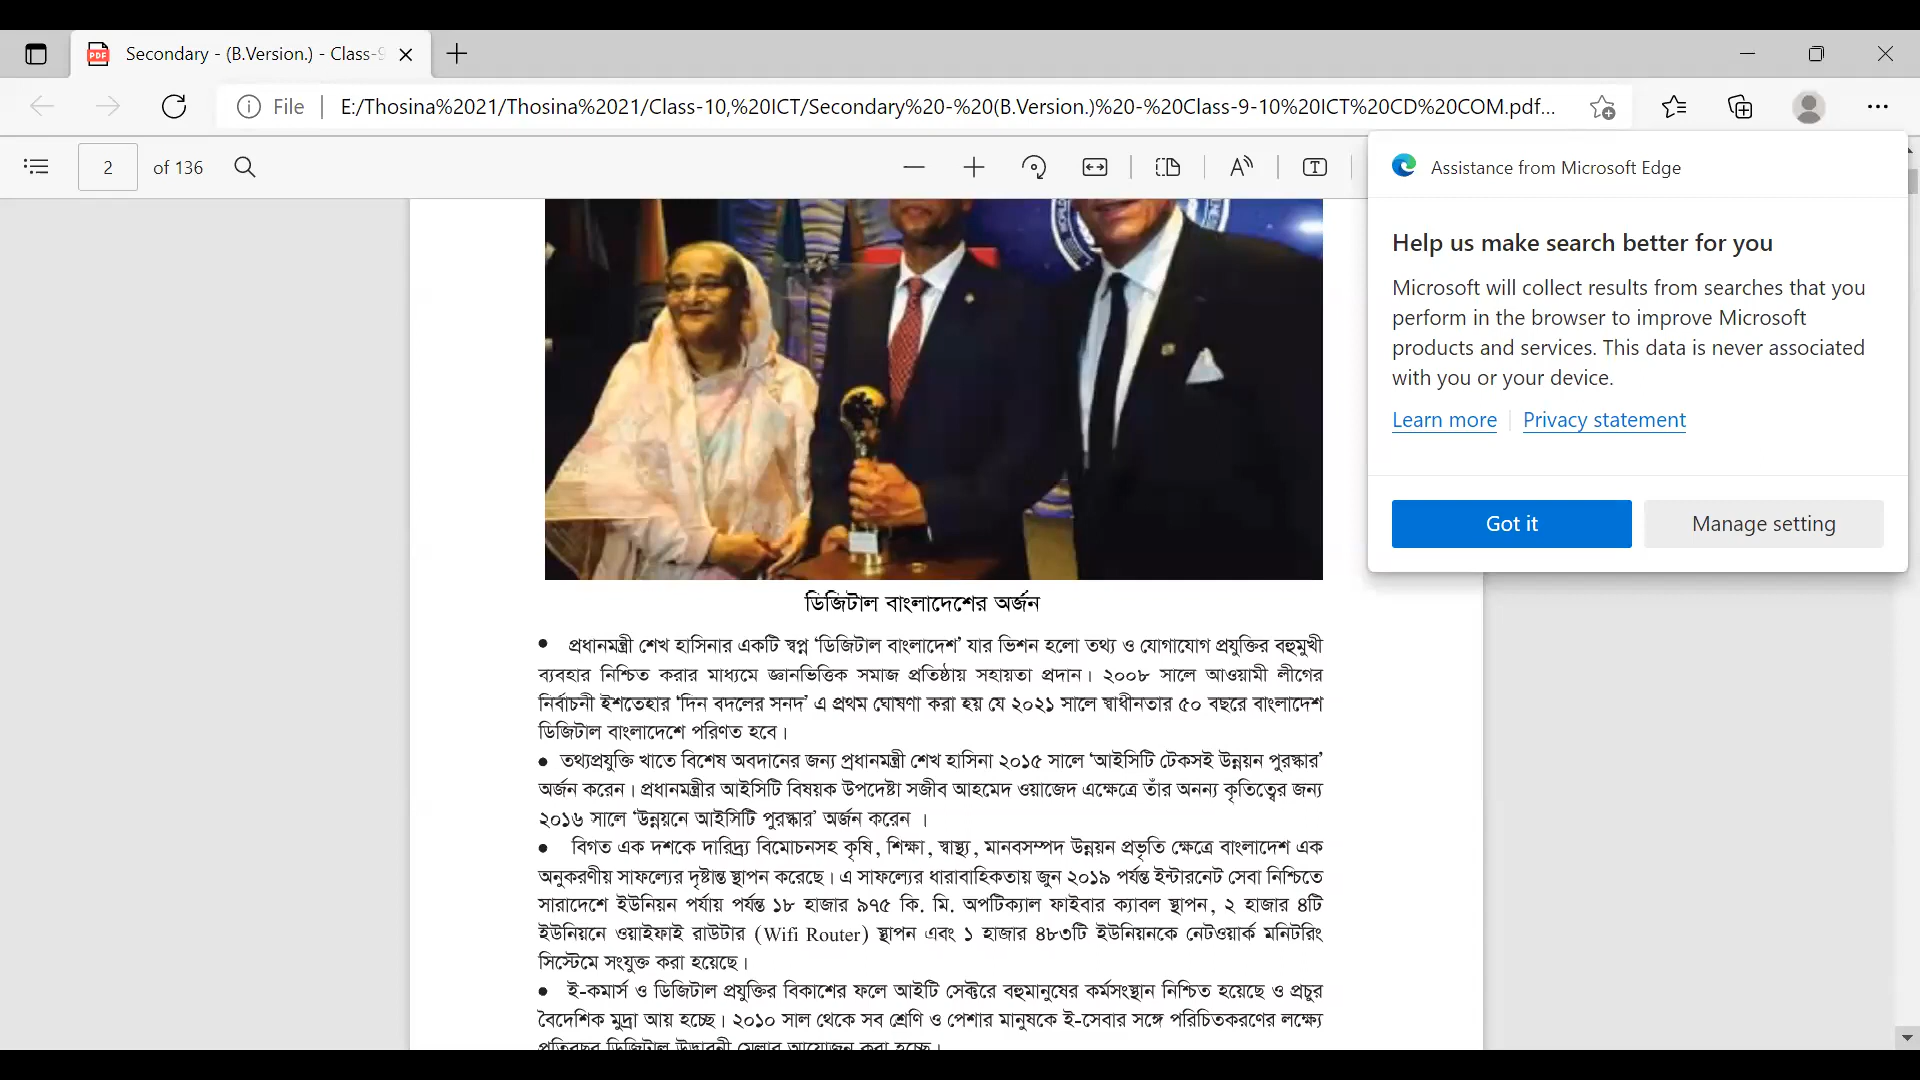 Secondary - (B.Version.) - Class-9
File
E:/Thosina%2021/Thosina%2021/Class-10,%20ICT/Secondary%20-%20(B.Version.)%20-%20Class-9-10%20ICT%20CD%20COM.pdf...
2 of 136
Assistance from Microsoft Edge
Help us make search better for you
Microsoft will collect results from searches that you
perform in the browser to improve Microsoft
products and services. This data is never associated
with you or your device.
Learn more
Privacy statement
Got it
Manage setting
ডিজিটাল বাংলাদেশের অর্জন
● প্রধানমন্ত্রী শেখ হাসিনার একটি স্বপ্ন ‘ডিজিটাল বাংলাদেশ’ যার ভিশন হলো তথ্য ও যোগাযোগ প্রযুক্তির বহুমুখী
ব্যবহার নিশ্চিত করার মাধ্যমে জ্ঞানভিত্তিক সমাজ প্রতিষ্ঠায় সহায়তা প্রদান। ২০০৮ সালে আওয়ামী লীগের
নির্বাচনী ইশতেহার ‘দিন বদলের সনদ’ এ প্রথম ঘোষণা করা হয় যে ২০২১ সালে স্বাধীনতার ৫০ বছরে বাংলাদেশ
ডিজিটাল বাংলাদেশে পরিণত হবে।
● তথ্যপ্রযুক্তি খাতে বিশেষ অবদানের জন্য প্রধানমন্ত্রী শেখ হাসিনা ২০১৫ সালে ‘আইসিটি টেকসই উন্নয়ন পুরস্কার’
অর্জন করেন। প্রধানমন্ত্রীর আইসিটি বিষয়ক উপদেষ্টা সজীব আহমেদ ওয়াজেদ এক্ষেত্রে তাঁর অনন্য কৃতিত্বের জন্য
২০১৬ সালে ‘উন্নয়নে আইসিটি পুরস্কার’ অর্জন করেন ।
● বিগত এক দশকে দারিদ্র্য বিমোচনসহ কৃষি, শিক্ষা, স্বাস্থ্য, মানবসম্পদ উন্নয়ন প্রভৃতি ক্ষেত্রে বাংলাদেশ এক
অনুকরণীয় সাফল্যের দৃষ্টান্ত স্থাপন করেছে। এ সাফল্যের ধারাবাহিকতায় জুন ২০১৯ পর্যন্ত ইন্টারনেট সেবা নিশ্চিতে
সারাদেশে ইউনিয়ন পর্যায় পর্যন্ত ১৮ হাজার ৯৭৫ কি. মি. অপটিক্যাল ফাইবার ক্যাবল স্থাপন, ২ হাজার ৪টি
ইউনিয়নে ওয়াইফাই রাউটার (Wifi Router) স্থাপন এবং ১ হাজার ৪৮৩টি ইউনিয়নকে নেটওয়ার্ক মনিটরিং
সিস্টেমে সংযুক্ত করা হয়েছে।
● ই-কমার্স ও ডিজিটাল প্রযুক্তির বিকাশের ফলে আইটি সেক্টরে বহুমানুষের কর্মসংস্থান নিশ্চিত হয়েছে ও প্রচুর
বৈদেশিক মুদ্রা আয় হচ্ছে। ২০১০ সাল থেকে সব শ্রেণি ও পেশার মানুষকে ই-সেবার সঙ্গে পরিচিতকরণের লক্ষ্যে
প্রতিবছর ডিজিটাল উদ্ভাবনী মেলার আয়োজন করা হচ্ছে।